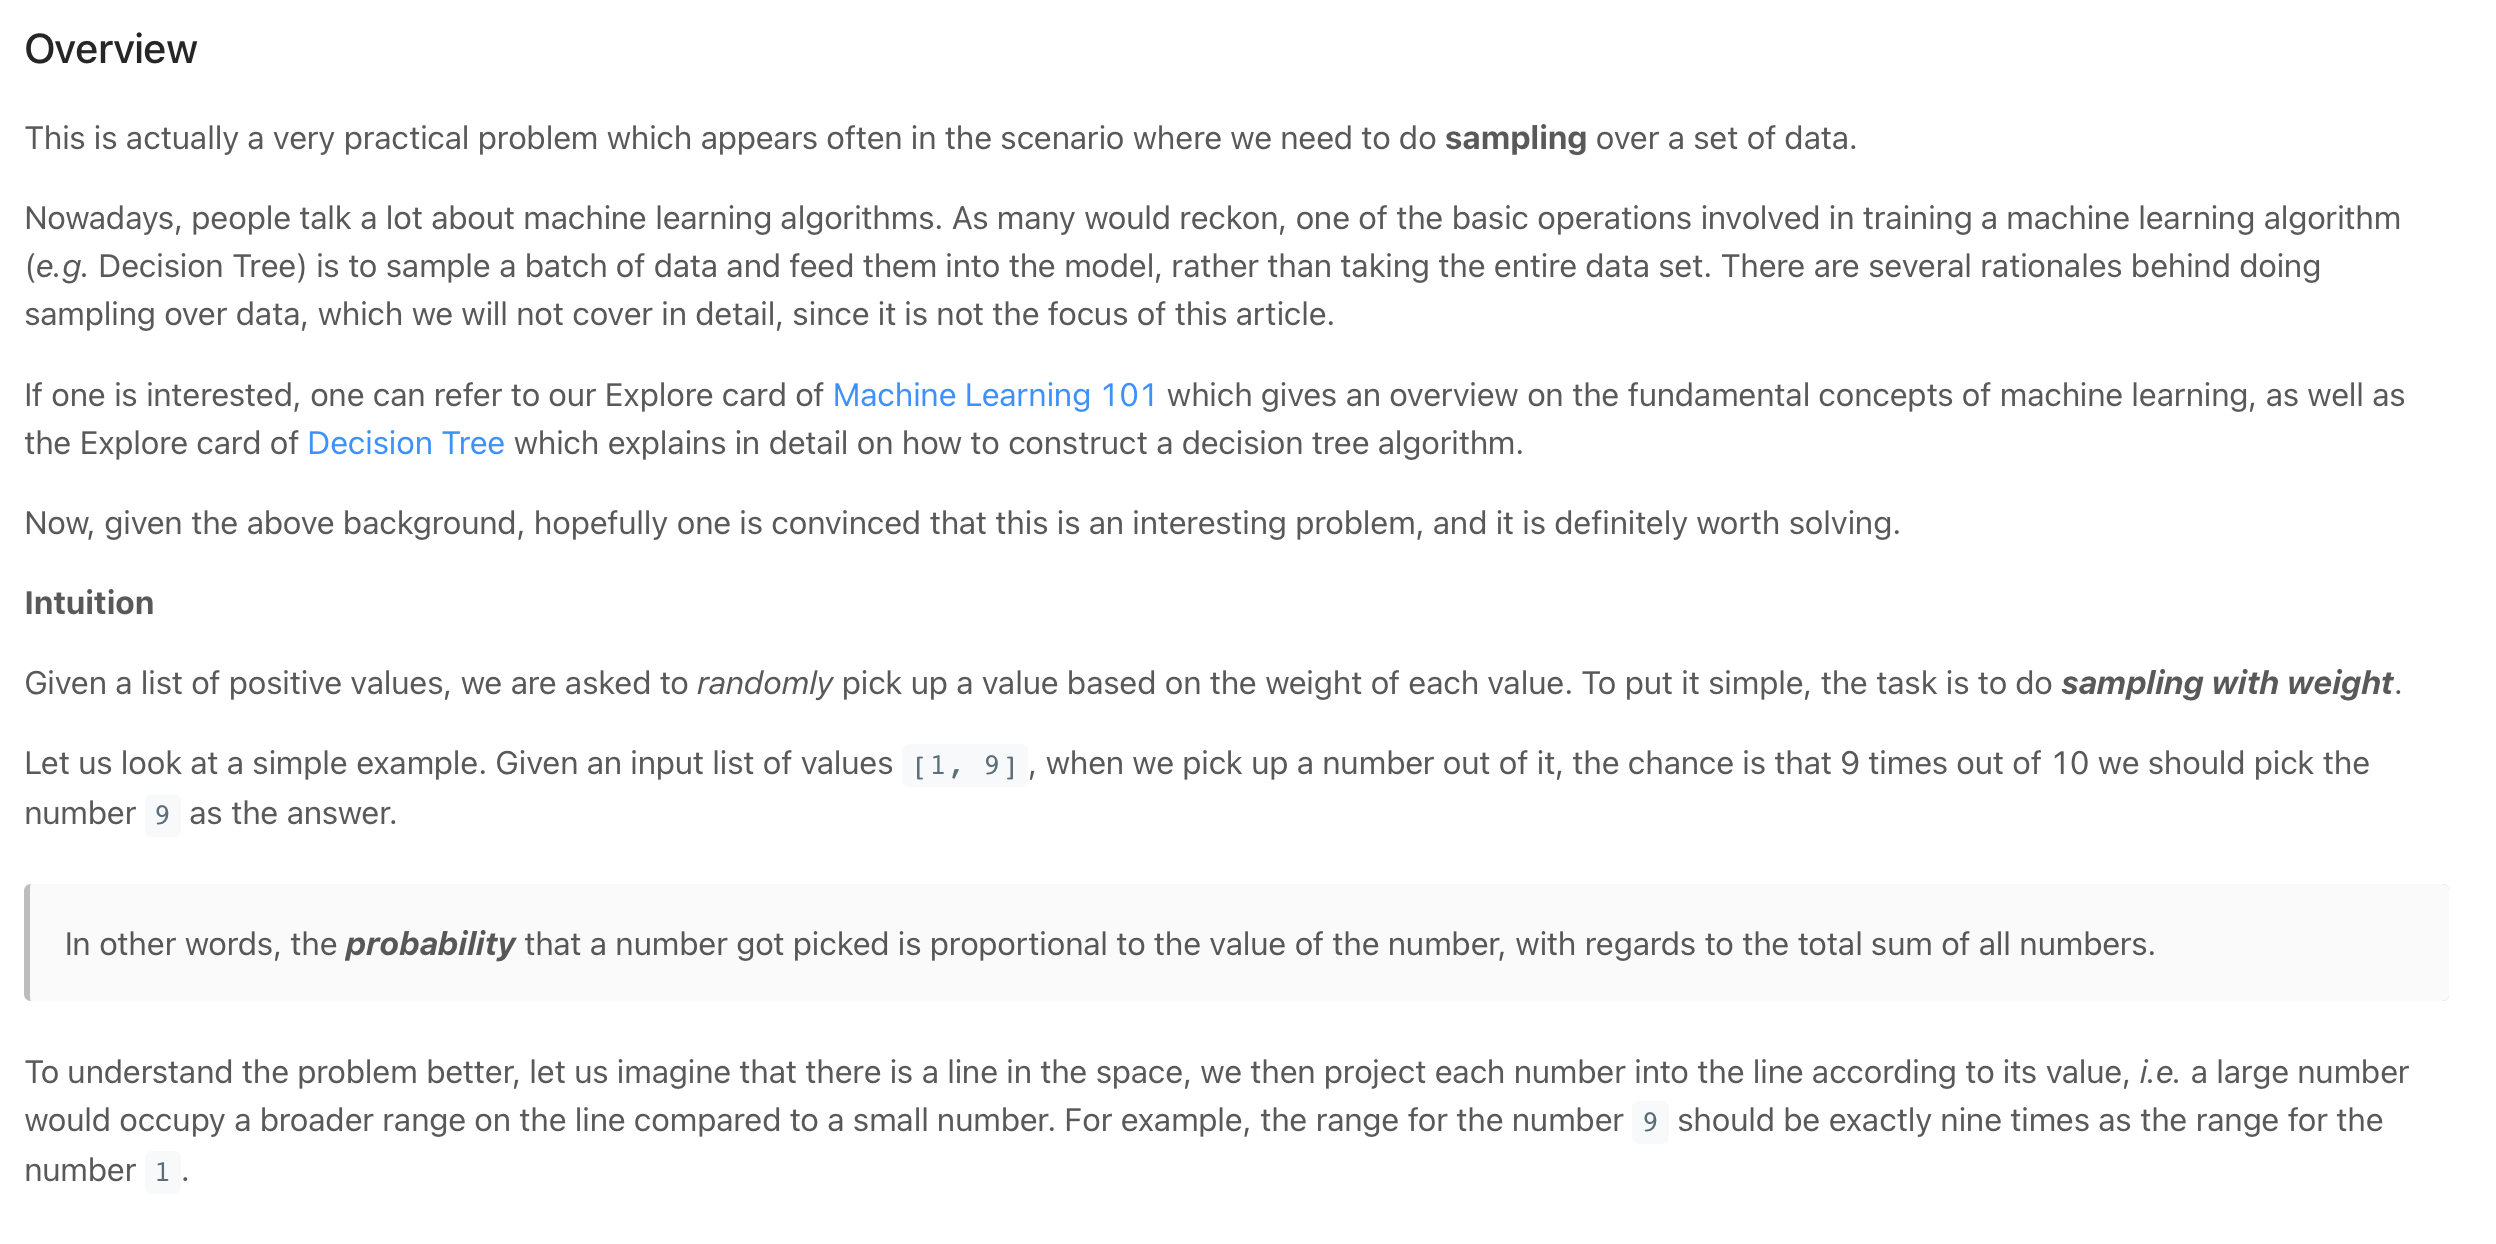 Overview
This is actually a very practical problem which appears often in the scenario where we need to do sampling over a set of data.
Nowadays, people talk a lot about machine learning algorithms. As many would reckon, one of the basic operations involved in training a machine learning algorithm
(e.g. Decision Tree) is to sample a batch of data and feed them into the model, rather than taking the entire data set. There are several rationales behind doing
sampling over data, which we will not cover in detail, since it is not the focus of this article.
If one is interested, one can refer to our Explore card of Machine Learning 101 which gives an overview on the fundamental concepts of machine learning, as well as
the Explore card of Decision Tree which explains in detail on how to construct a decision tree algorithm.
Now, given the above background, hopefully one is convinced that this is an interesting problem, and it is definitely worth solving.
Intuition
Given a list of positive values, we are asked to randomly pick up a value based on the weight of each value. To put it simple, the task is to do sampling with weight.
Let us look at a simple example. Given an input list of values [1, 9], when we pick up a number out of it, the chance is that 9 times out of 10 we should pick the
number 9 as the answer.
In other words, the probability that a number got picked is proportional to the value of the number, with regards to the total sum of all numbers.
To understand the problem better, let us imagine that there is a line in the space, we then project each number into the line according to its value, i.e. a large number
would occupy a broader range on the line compared to a small number. For example, the range for the number 9 should be exactly nine times as the range for the
number 1.